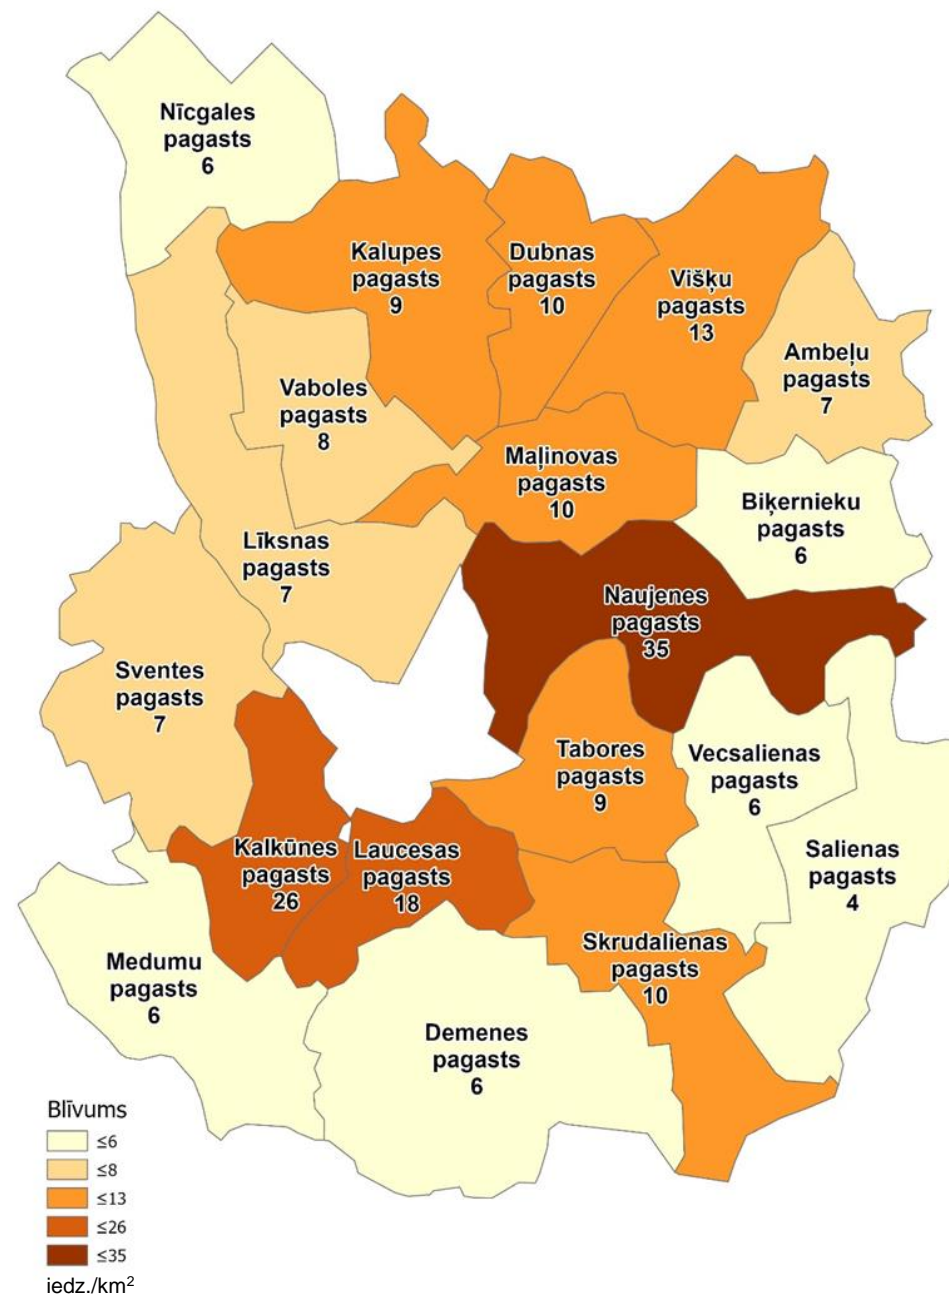 Nīcgales
pagasts
6
Kalupes
pagasts
9
Dubnas
pagasts
10
Višķu
pagasts
13
Ambeļu
pagasts
7
Vaboles
pagasts
8
Maļinovas
pagasts
10
Biķernieku
pagasts
6
Līksnas
pagasts
7
Naujenes
pagasts
35
Sventes
pagasts
7
Tabores
pagasts
9
Vecsalienas
pagasts
6
Kalkūnes
pagasts
26
Laucesas
pagasts
18
Salienas
pagasts
4
Skrudalienas
pagasts
10
Medumu
pagasts
6
Demenes
pagasts
6
Blīvums
≤6
≤8
≤13
≤26
≤35
iedz./km²